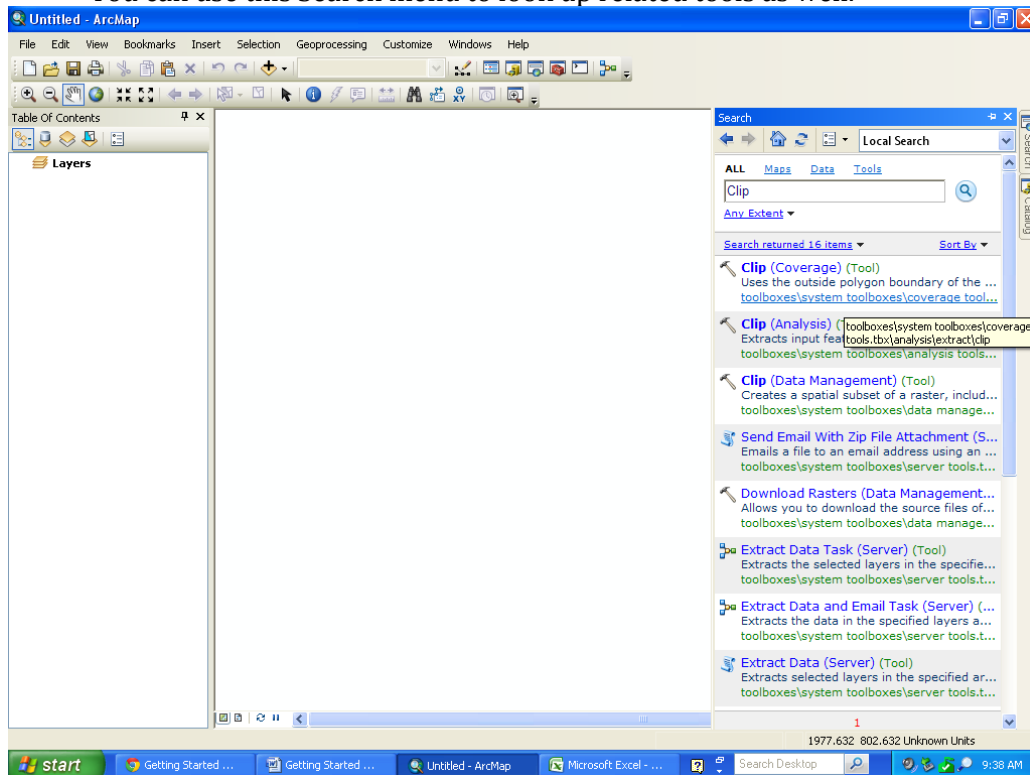 You can use this search menu to look up related tools as well.
Untitled - ArcMap
File Edit View Bookmarks Insert Selection Geoprocessing Customize Windows Help
Table Of Contents
Layers
Search
Local Search
ALL Maps Data Tools
Clip
Any Extent
Search returned 16 items Sort By
Clip (Coverage) (Tool)
Uses the outside polygon boundary of the ...
toolboxes\system toolboxes\coverage tool...
Clip (Analysis) (
Extracts input feat
toolboxes\system toolboxes\analysis tools...
toolboxes\system toolboxes\coverage
tools.tbx\analysis\extract\clip
Clip (Data Management) (Tool)
Creates a spatial subset of a raster, includ...
toolboxes\system toolboxes\data manage...
Send Email With Zip File Attachment (S...
Emails a file to an email address using an ...
toolboxes\system toolboxes\server tools.t...
Download Rasters (Data Management...
Allows you to download the source files of...
toolboxes\system toolboxes\data manage...
Extract Data Task (Server) (Tool)
Extracts the selected layers in the specifie...
toolboxes\system toolboxes\server tools.t...
Extract Data and Email Task (Server) (...
Extracts the data in the specified layers a...
toolboxes\system toolboxes\server tools.t...
Extract Data (Server) (Tool)
Extracts selected layers in the specified ar...
toolboxes\system toolboxes\server tools.t...
1
Search
Catalog
1977.632 802.632 Unknown Units
start
Getting Started ...
Getting Started ...
Untitled - ArcMap
Microsoft Excel - ...
Search Desktop
9:38 AM